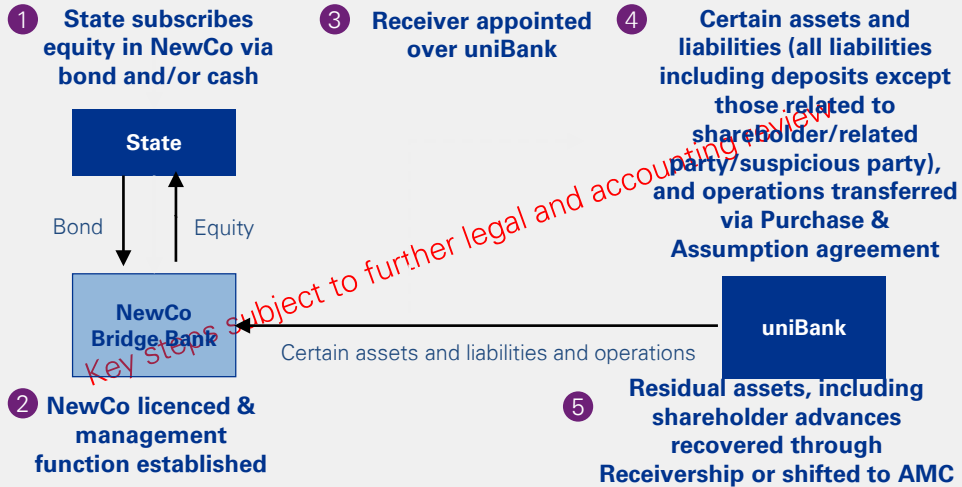 1
State subscribes
equity in NewCo via
bond and/or cash
3
Receiver appointed
over uniBank
4
Certain assets and
liabilities (all liabilities
including deposits except
those related to
shareholder/related
party/suspicious party),
and operations transferred
via Purchase &
Assumption agreement
State
Bond
Equity
NewCo
Bridge Bank
Certain assets and liabilities and operations
uniBank
Key steps subject to further legal and accounting review
2
NewCo licenced &
management
function established
5
Residual assets, including
shareholder advances
recovered through
Receivership or shifted to AMC